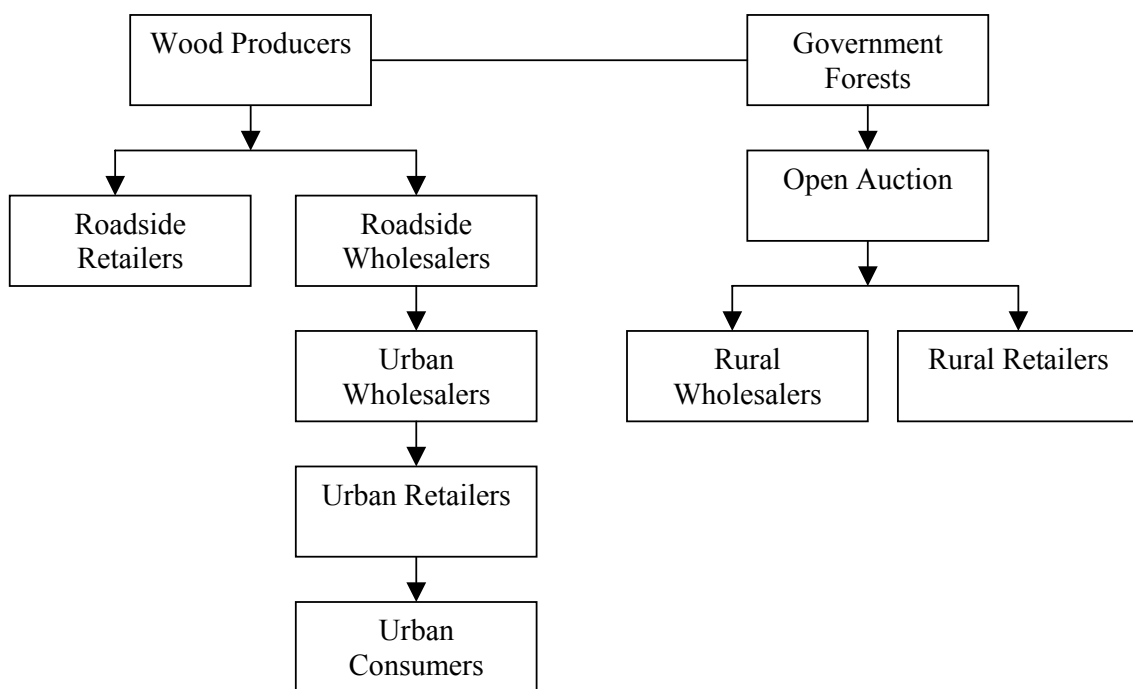 Wood Producers
Government
Forests
Open Auction
Roadside
Retailers
Roadside
Wholesalers
Urban
Wholesalers
Rural
Wholesalers
Rural Retailers
Urban Retailers
Urban
Consumers